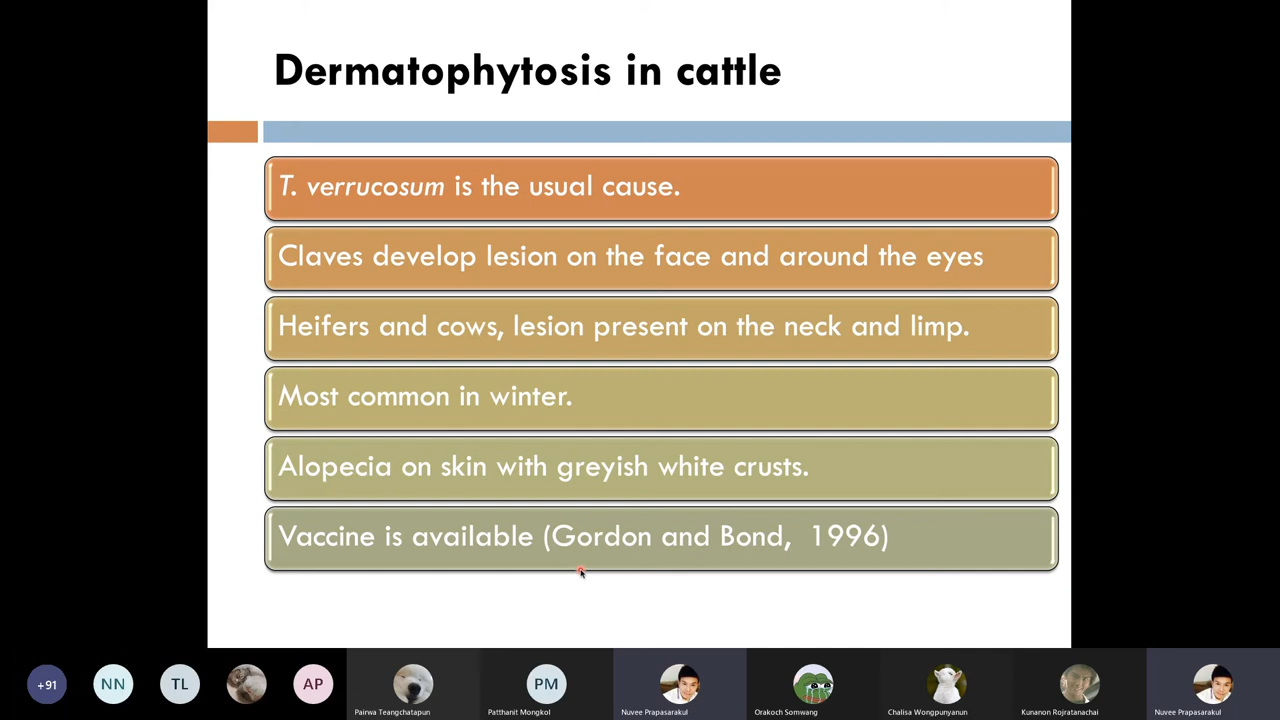 Dermatophytosis in cattle
T. verrucosum is the usual cause.
Claves develop lesion on the face and around the eyes
Heifers and cows, lesion present on the neck and limp.
Most common in winter.
Alopecia on skin with greyish white crusts.
Vaccine is available (Gordon and Bond, 1996)
+91
NN
TL
AP
PM
Pairwa Teangchatapun
Patthanit Mongkol
Nuvee Prapasarakul
Orakoch Somwang
Chalisa Wongpunyanun
Kunanon Rojratanachai
Nuvee Prapasarakul